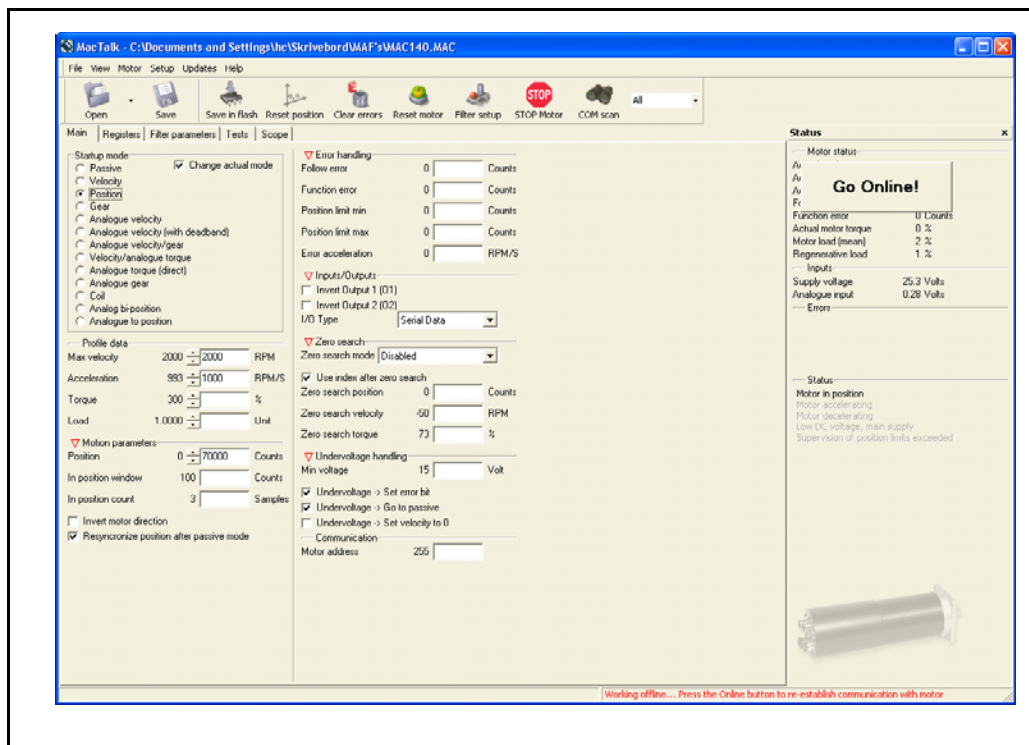 MacTalk - C:\Documents and Settings\hc\Skrivebord\MAF's\MAC140.MAC
File View Motor Setup Updates Help
Open Save Save in flash Reset position Clear errors Reset motor Filter setup STOP Motor COM scan All
STOP
Main Registers Filter parameters Tests Scope
Startup mode
Change actual mode
Passive
Velocity
Position
Gear
Analogue velocity
Analogue velocity (with deadband)
Analogue velocity/gear
Velocity/analogue torque
Analogue torque (direct)
Analogue gear
Coil
Analog bi-position
Analogue to position
Profile data
Max velocity 2000 2000 RPM
Acceleration 993 1000 RPM/S
Torque 300 %
Load 1.0000 Unit
Motion parameters
Position 0 70000 Counts
In position window 100 Counts
In position count 3 Samples
Invert motor direction
Resyncronize position after passive mode
Error handling
Follow error 0 Counts
Function error 0 Counts
Position limit min 0 Counts
Position limit max 0 Counts
Error acceleration 0 RPM/S
Inputs/Outputs
Invert Output 1 (O1)
Invert Output 2 (O2)
I/O Type Serial Data
Zero search
Zero search mode Disabled
Use index after zero search
Zero search position 0 Counts
Zero search velocity -50 RPM
Zero search torque 73 %
Undervoltage handling
Min voltage 15 Volt
Undervoltage -> Set error bit
Undervoltage -> Go to passive
Undervoltage -> Set velocity to 0
Communication
Motor address 255
Status x
Motor status
Go Online!
Function error 0 Counts
Actual motor torque 0 %
Motor load (mean) 2 %
Regenerative load 1 %
Inputs
Supply voltage 25.3 Volts
Analogue input 0.28 Volts
Errors
Status
Motor in position
Motor accelerating
Motor decelerating
Low DC voltage, main supply
Supervision of position limits exceeded
Working offline... Press the Online button to re-establish communication with motor